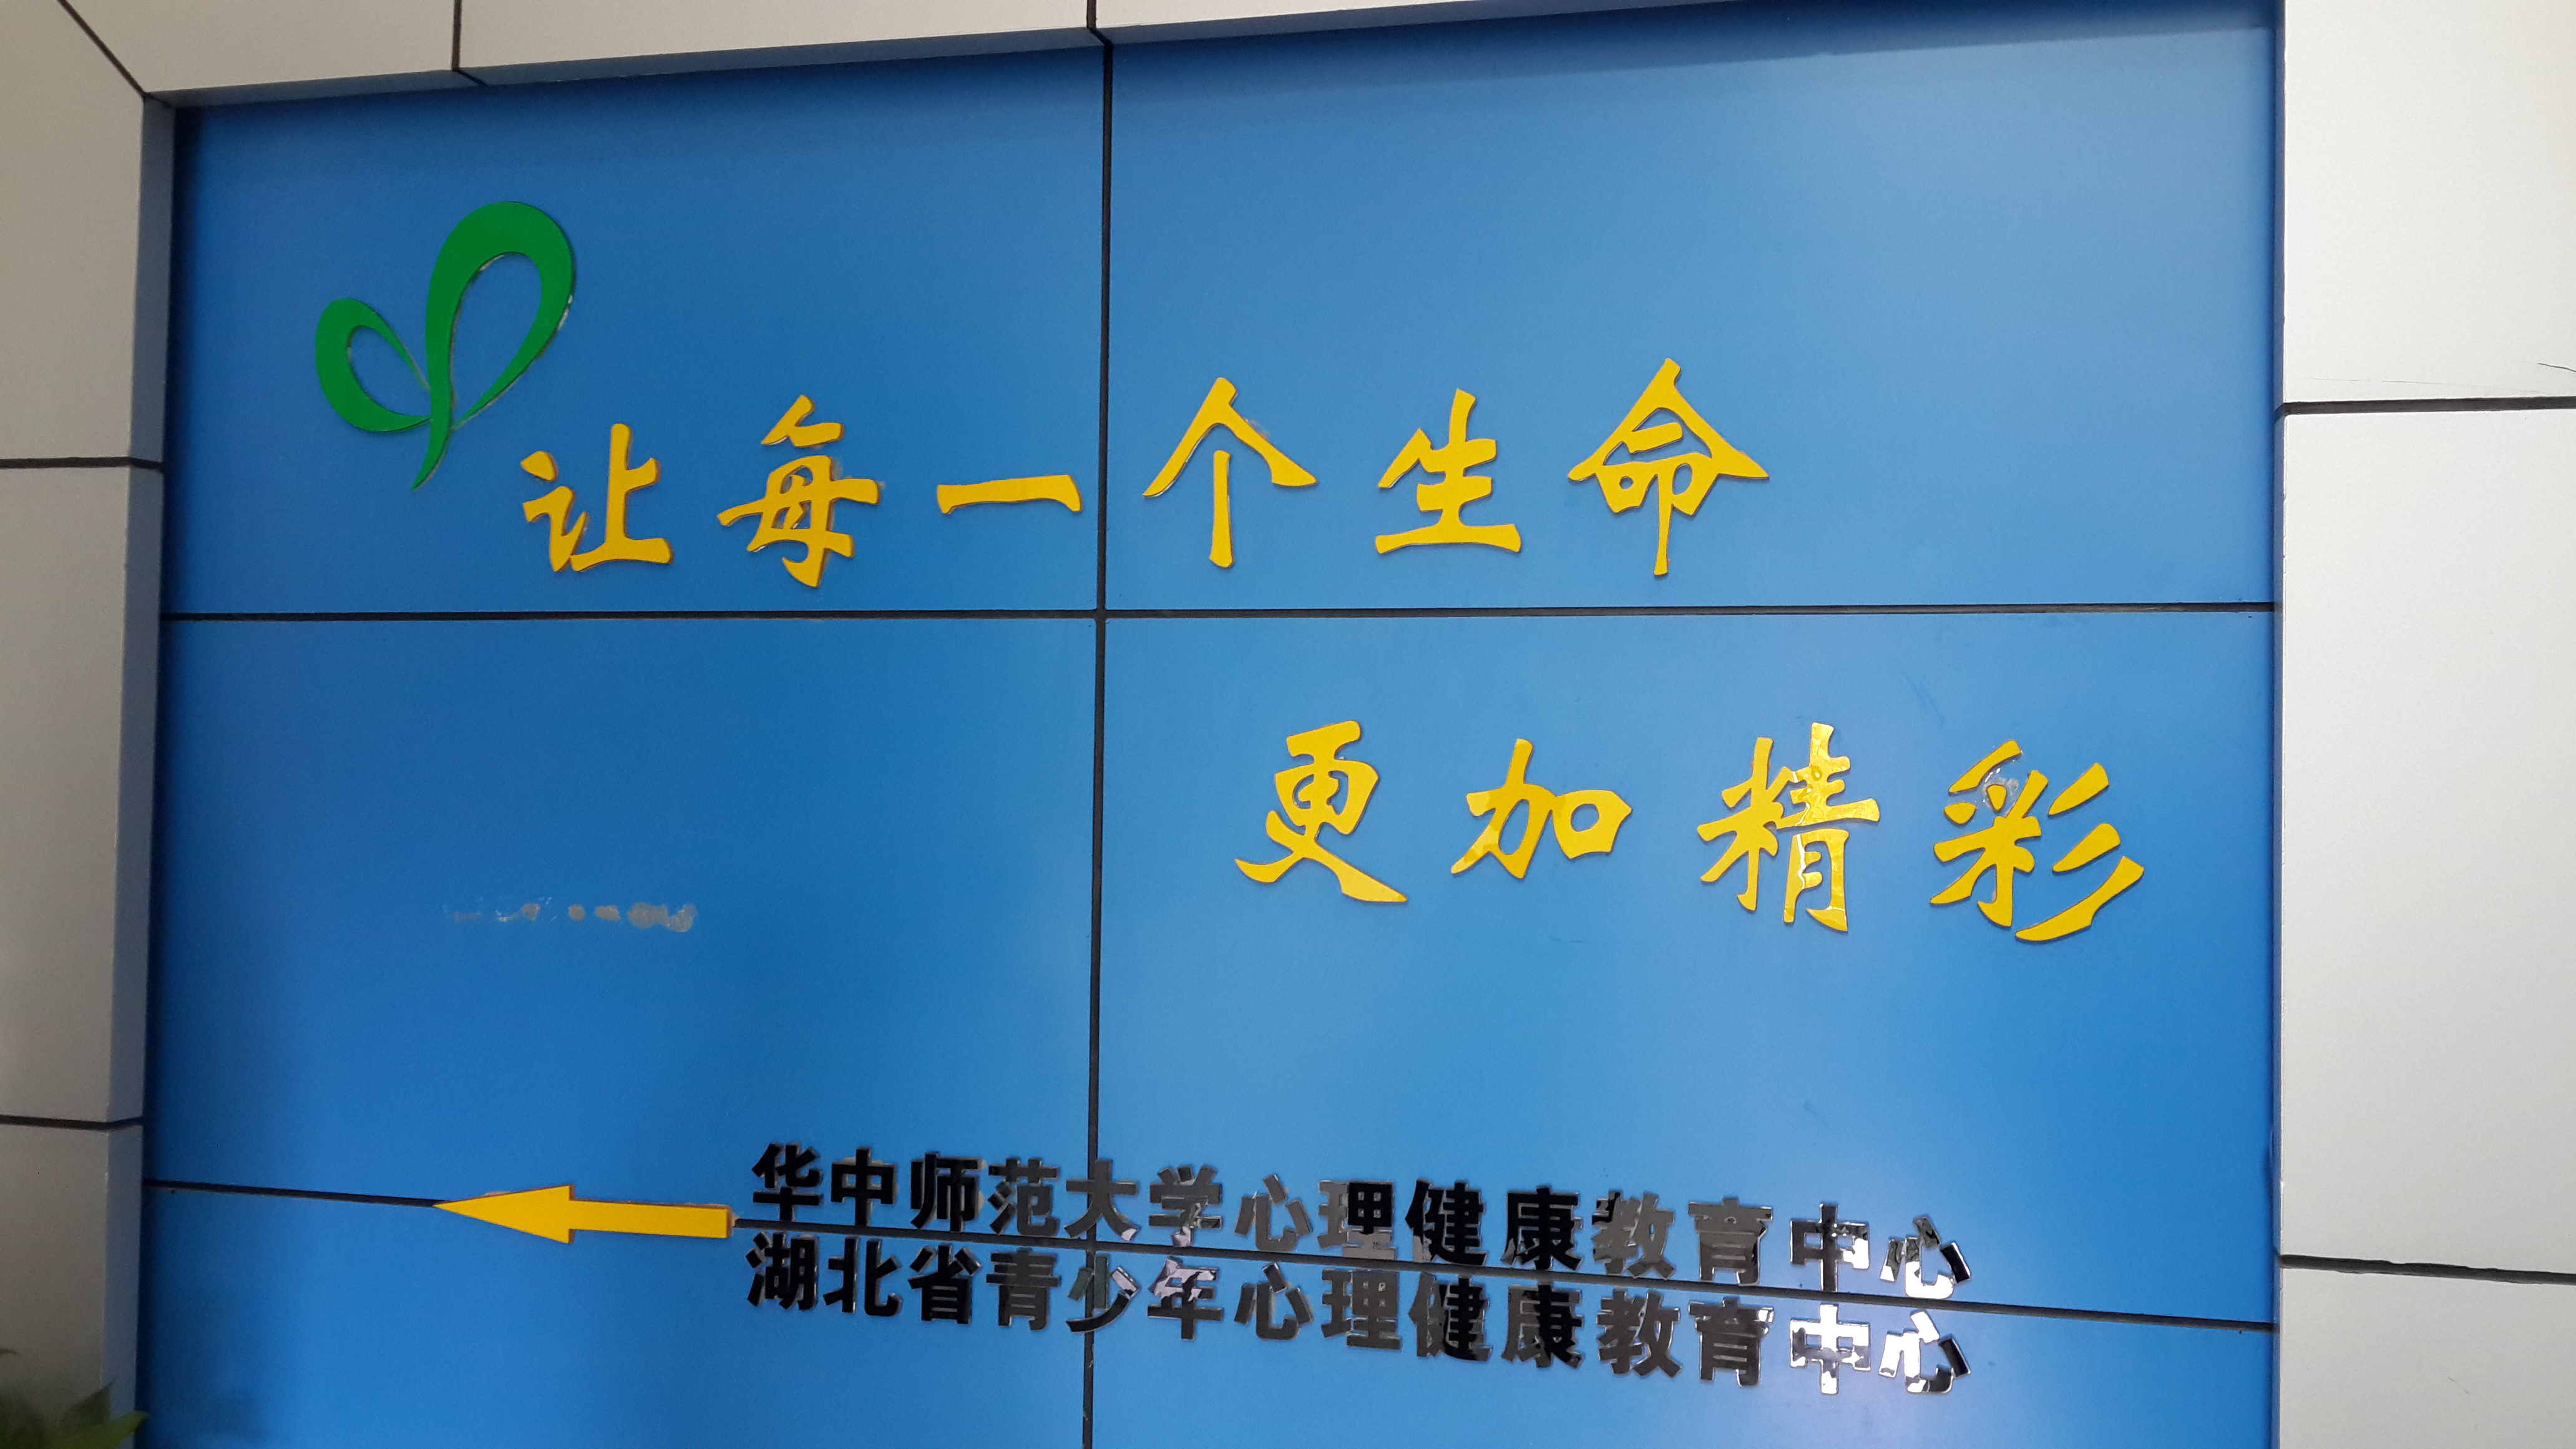 让每一个生命
更加精彩
华中师范大学心理健康教育中心
湖北省青少年心理健康教育中心